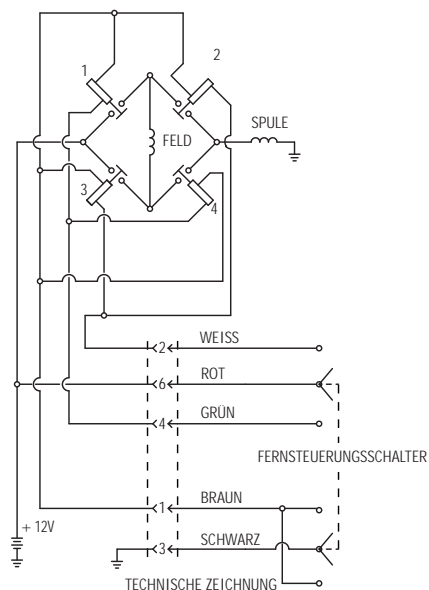 1
2
SPULE
FELD
3
4
2 WEISS
6 ROT
4 GRÜN
FERNSTEUERUNGSSCHALTER
1 BRAUN
+ 12V
3 SCHWARZ
TECHNISCHE ZEICHNUNG